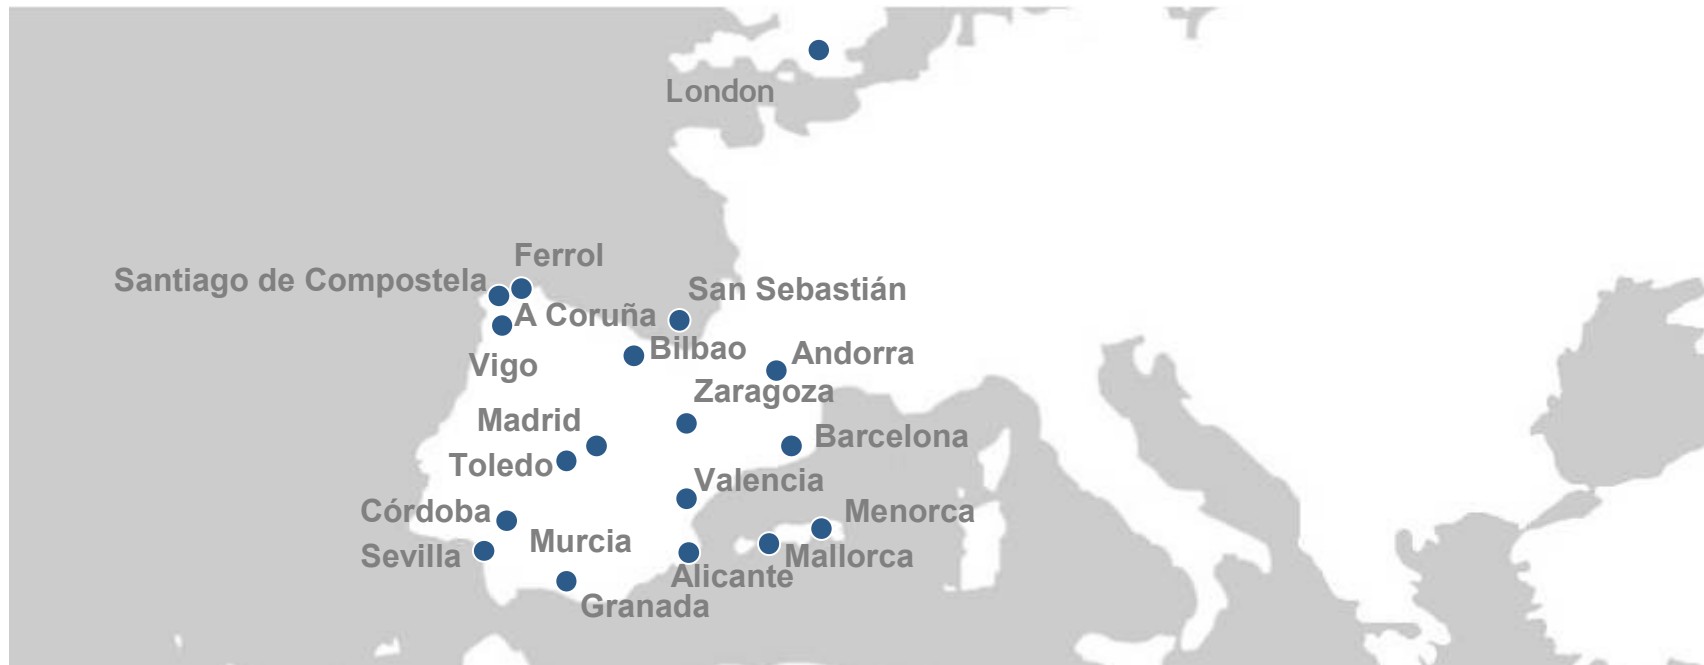 London
Ferrol
Santiago de Compostela
San Sebastián
A Coruña
Bilbao
Andorra
Vigo
Zaragoza
Madrid
Barcelona
Toledo
Valencia
Córdoba
Menorca
Murcia
Sevilla
Mallorca
Alicante
Granada